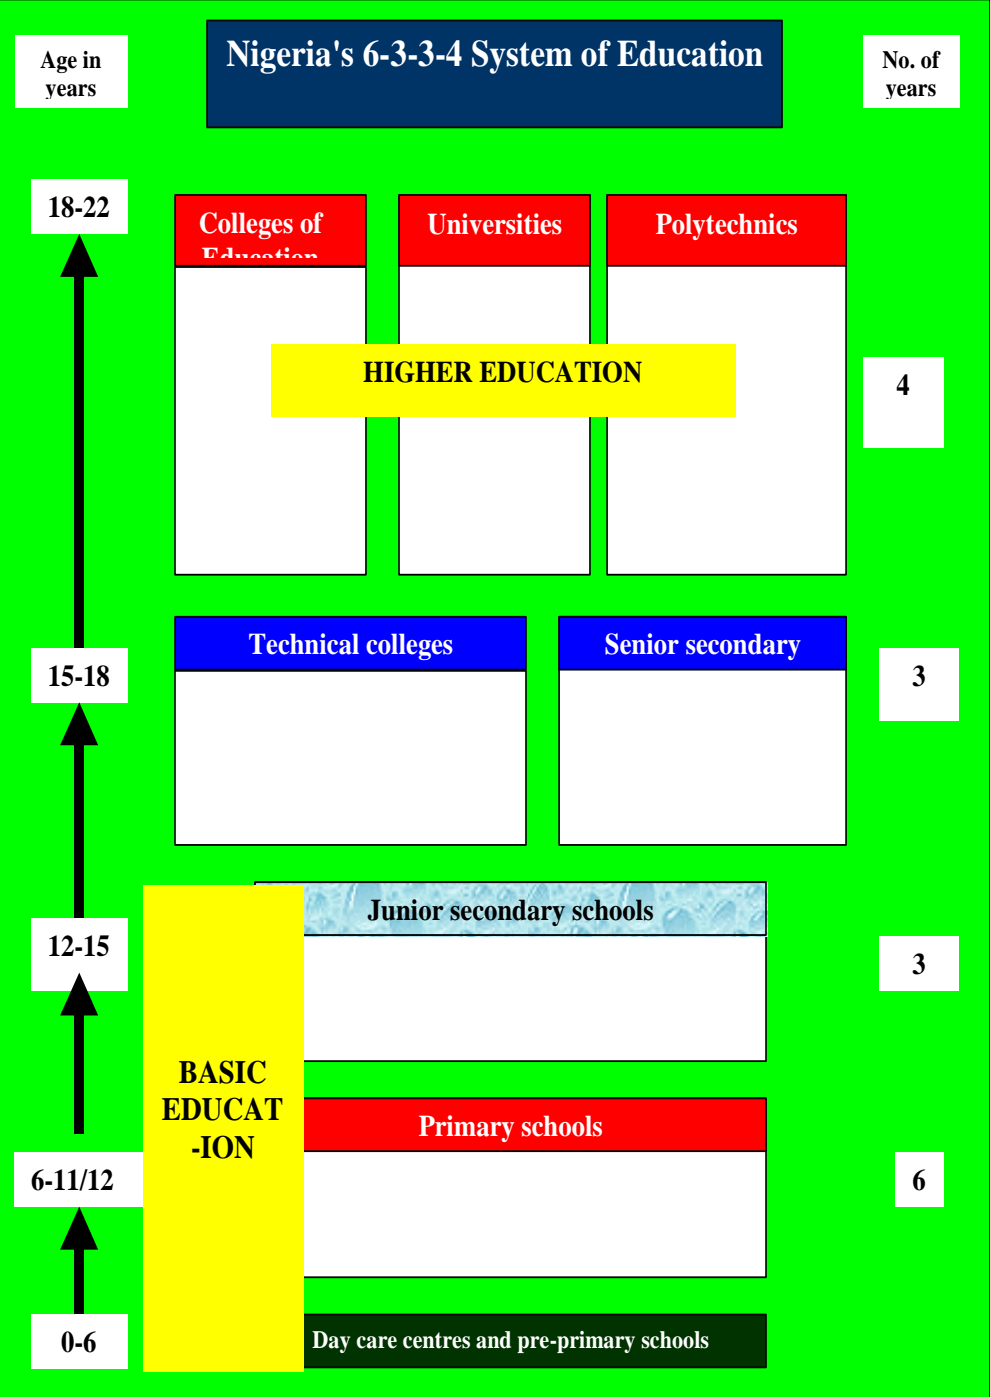 Nigeria's 6-3-3-4 System of Education
Age in
years
No. of
years
18-22
Colleges of
Education
Universities
Polytechnics
HIGHER EDUCATION
4
Technical colleges
Senior secondary
15-18
3
Junior secondary schools
12-15
3
BASIC
EDUCAT
-ION
Primary schools
6-11/12
6
0-6
Day care centres and pre-primary schools